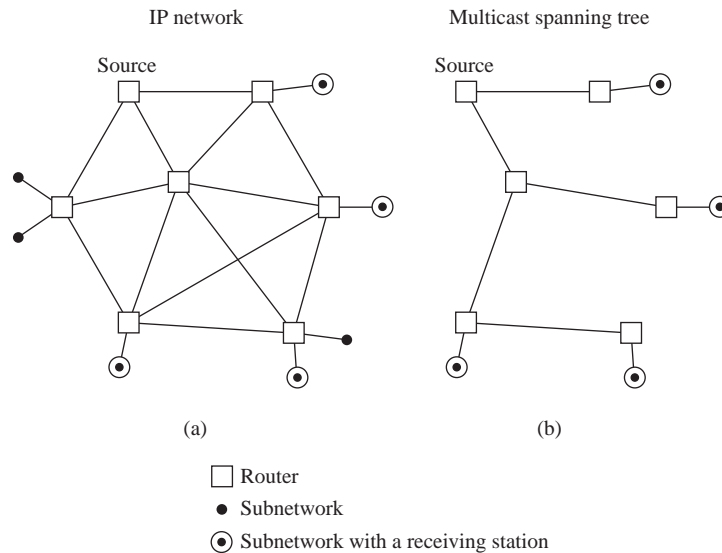 IP network
Multicast spanning tree
Source
Source
(a)
(b)
Router
Subnetwork
Subnetwork with a receiving station